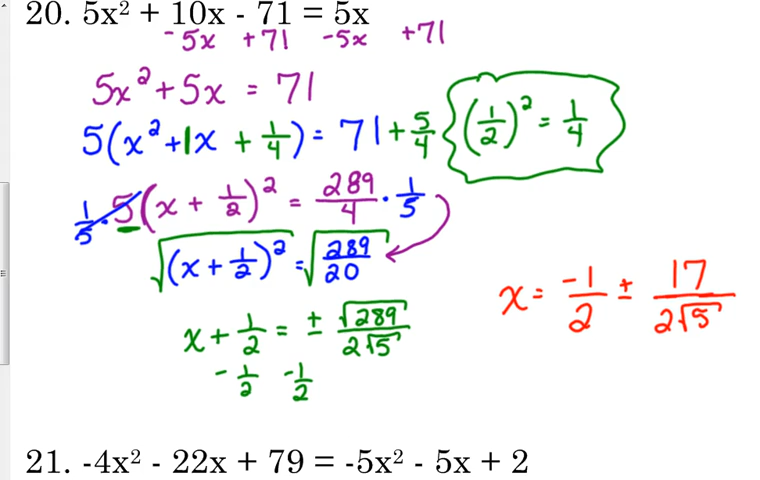 20. 5x² + 10x - 71 = 5x
-5x +71 -5x +71
5x² + 5x = 71
5(x² + 1x + 1/4) = 71 + 5/4 (1/2)² = 1/4
1/5 · 5(x + 1/2)² = 289/4 · 1/5
√(x + 1/2)² = √289/20
x + 1/2 = ± √289/2√5
-1/2 -1/2
x = -1/2 ± 17/2√5
21. -4x² - 22x + 79 = -5x² - 5x + 2